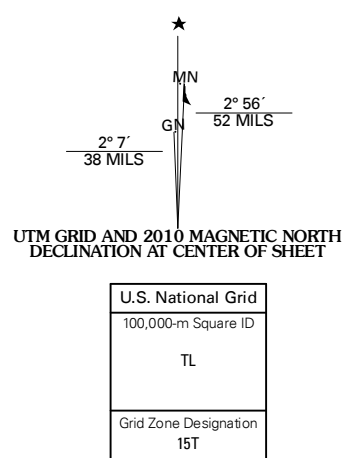 MN
2° 56´
52 MILS
GN
2° 7´
38 MILS
UTM GRID AND 2010 MAGNETIC NORTH
DECLINATION AT CENTER OF SHEET
U.S. National Grid
100,000-m Square ID
TL
Grid Zone Designation
15T